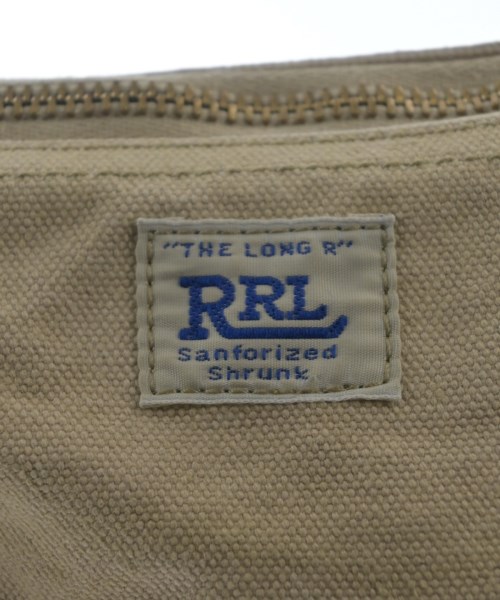 "THE LONG R"
RRL
Sanforized
Shrunk